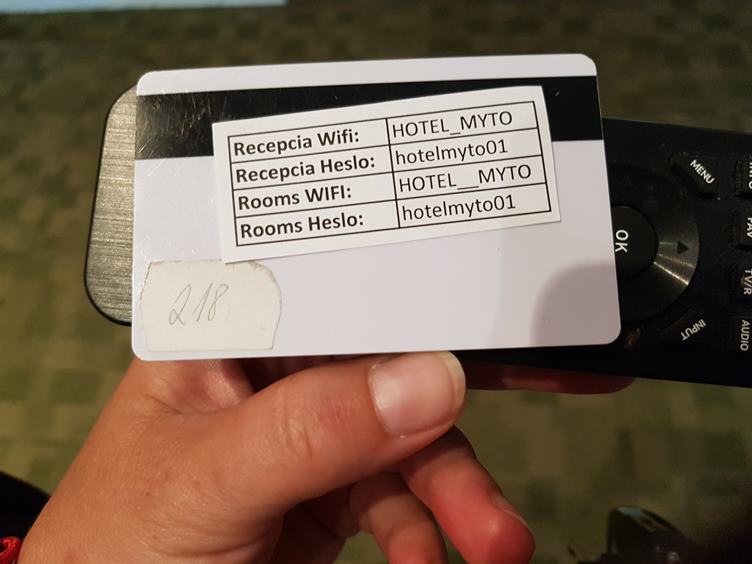 Recepcia Wifi: HOTEL_MYTO
Recepcia Heslo: hotelmyto01
Rooms WIFI: HOTEL__MYTO
Rooms Heslo: hotelmyto01
218
MENU
OK
INPUT
TV/R
AUDIO